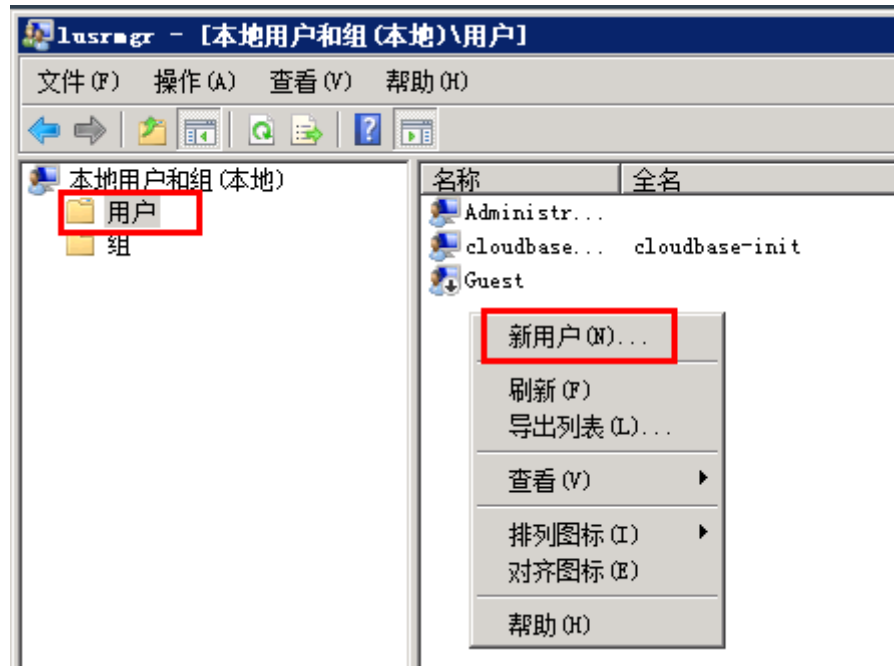 lusrmgr - [本地用户和组(本地)\用户]
文件(F) 操作(A) 查看(V) 帮助(H)
本地用户和组(本地)
用户
组
名称 全名
Administr...
cloudbase... cloudbase-init
Guest
新用户(N)...
刷新(F)
导出列表(L)...
查看(V)
排列图标(I)
对齐图标(E)
帮助(H)